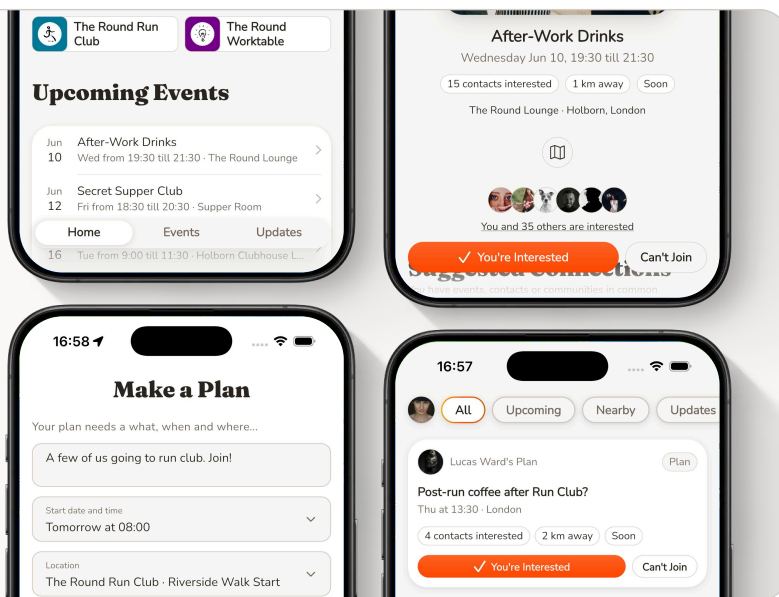 The Round Run
Club
The Round
Worktable
Upcoming Events
Jun
10
After-Work Drinks
Wed from 19:30 till 21:30 · The Round Lounge
Jun
12
Secret Supper Club
Fri from 18:30 till 20:30 · Supper Room
Home
Events
Updates
16
Tue from 9:00 till 11:30 · Holborn Clubhouse L...
After-Work Drinks
Wednesday Jun 10, 19:30 till 21:30
15 contacts interested
1 km away
Soon
The Round Lounge · Holborn, London
You and 35 others are interested
You're Interested
Can't Join
Suggested Connections
You have events, contacts or communities in common.
16:58
Make a Plan
Your plan needs a what, when and where...
A few of us going to run club. Join!
Start date and time
Tomorrow at 08:00
Location
The Round Run Club · Riverside Walk Start
16:57
All
Upcoming
Nearby
Updates
Lucas Ward's Plan
Plan
Post-run coffee after Run Club?
Thu at 13:30 · London
4 contacts interested
2 km away
Soon
You're Interested
Can't Join